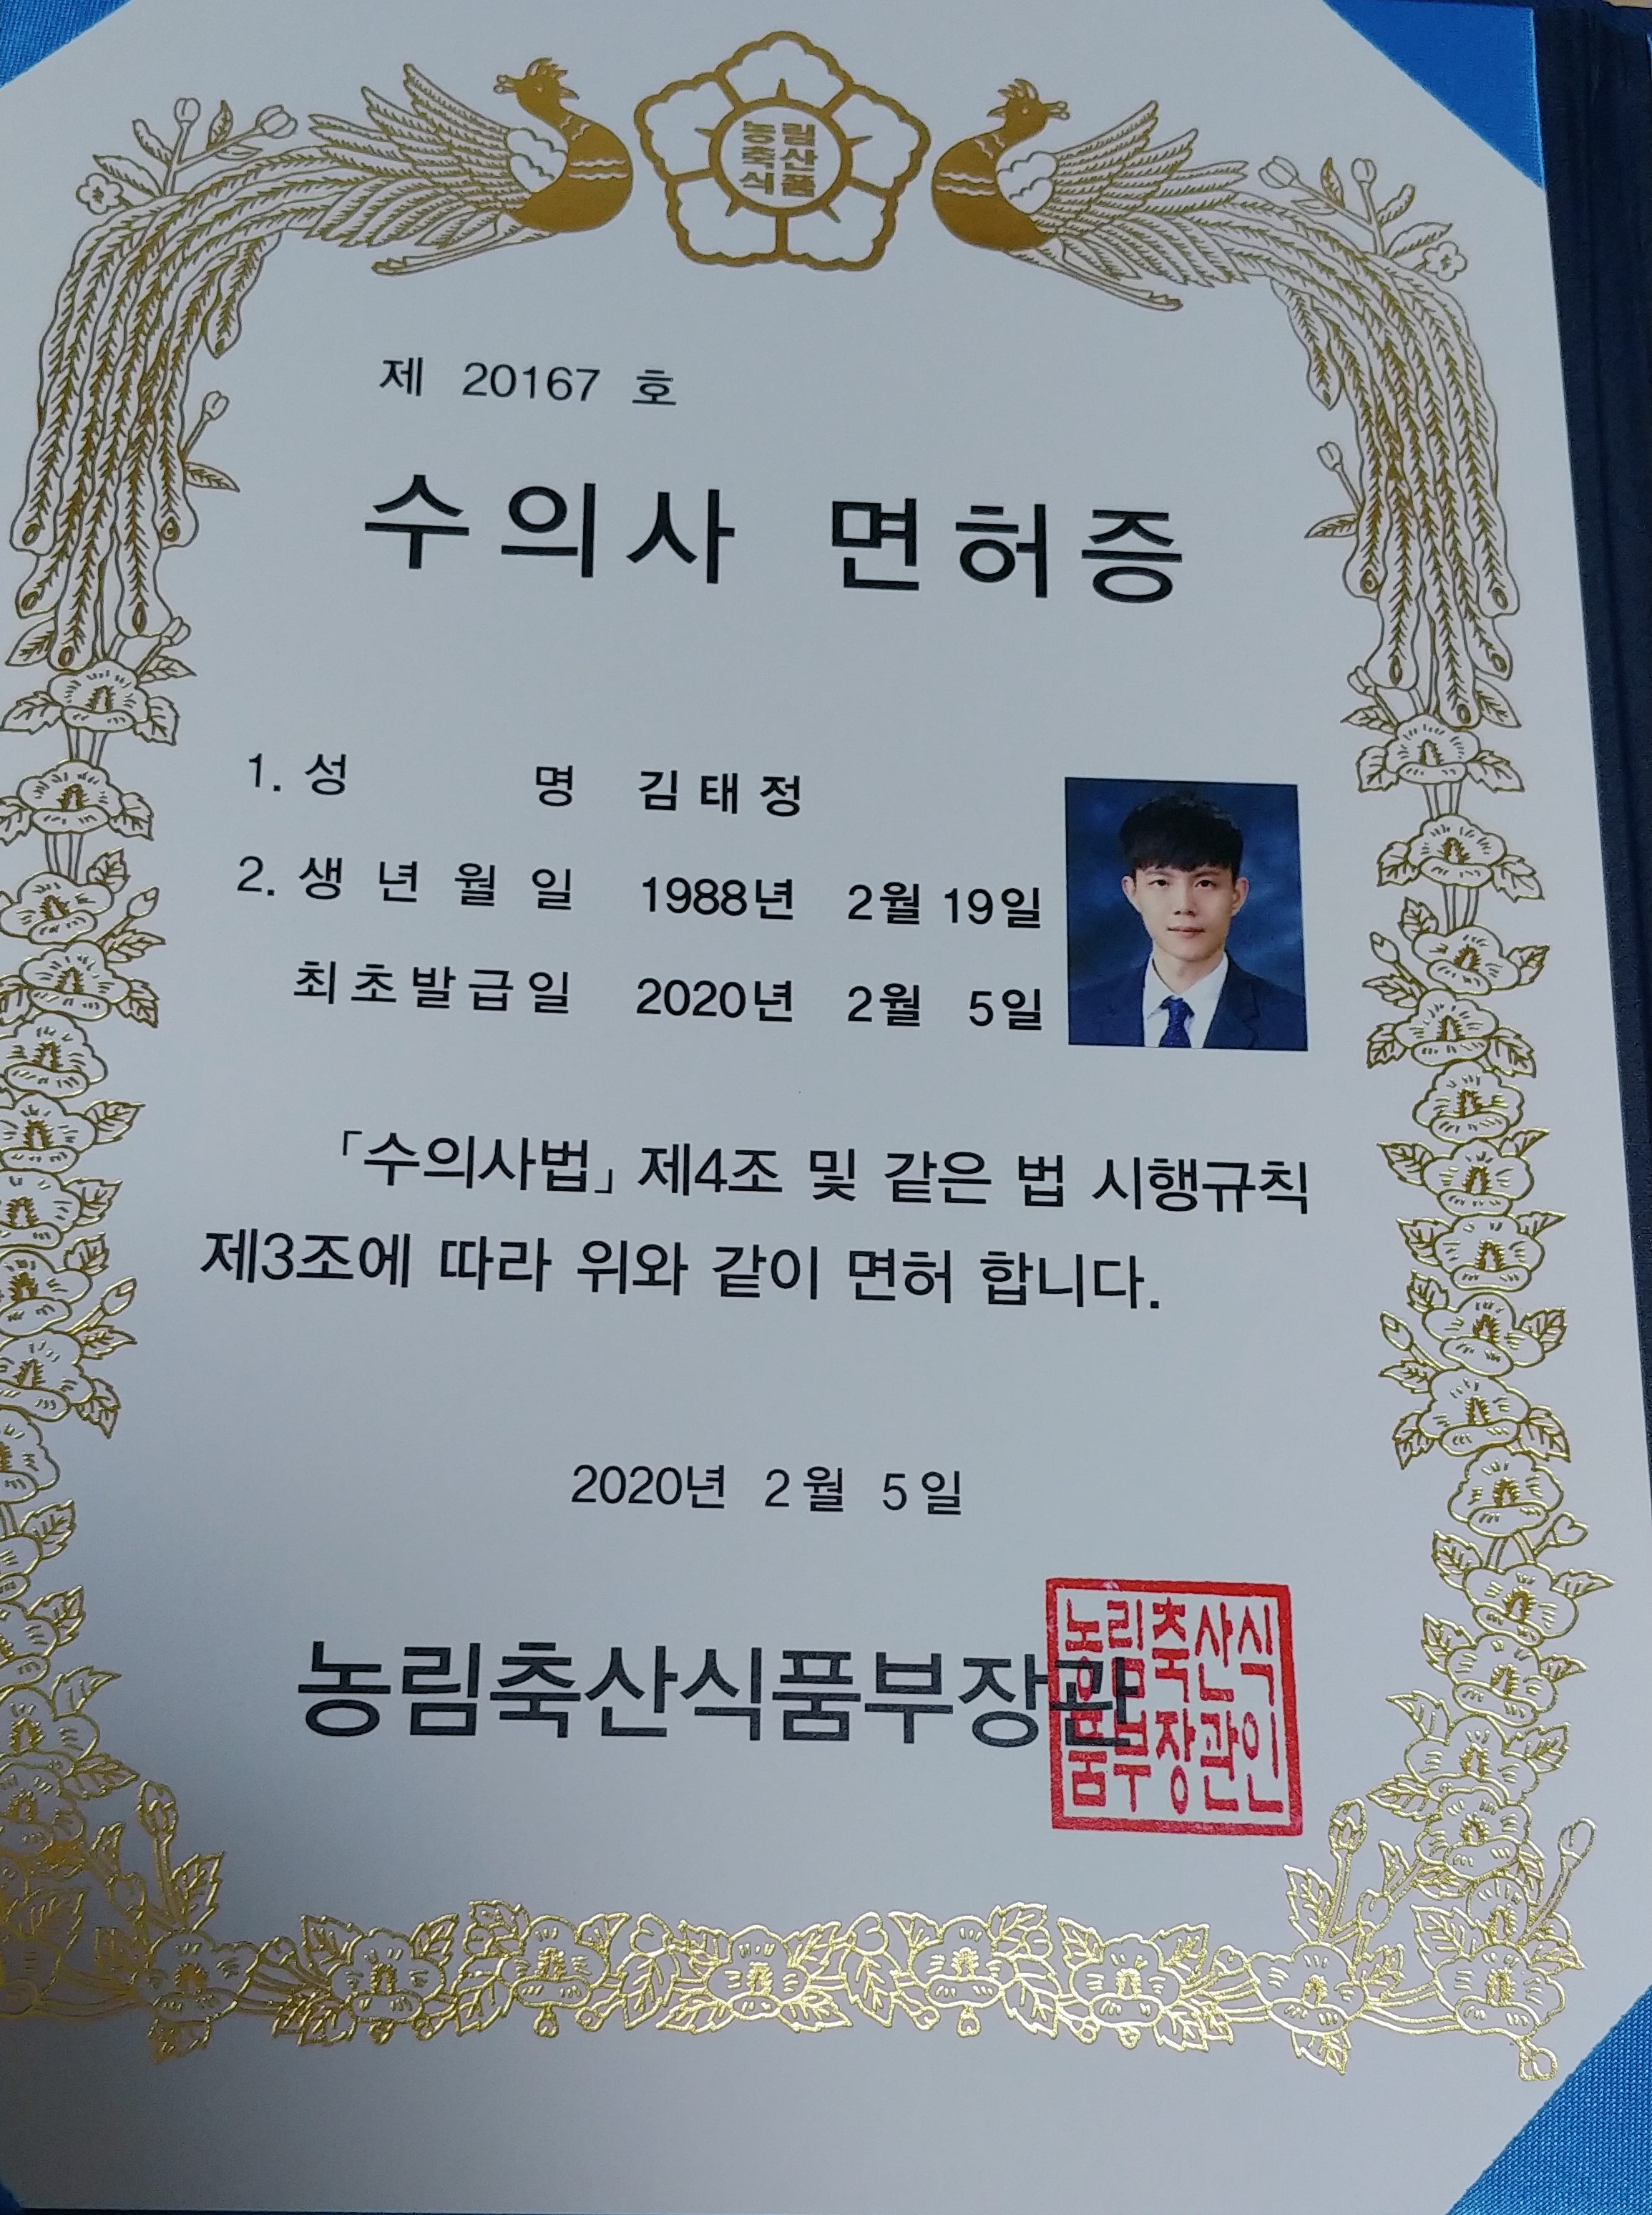 농림
축산
식품
제 20167 호
수의사 면허증
1. 성 명 김태정
2. 생년월일 1988년 2월 19일
최초발급일 2020년 2월 5일
「수의사법」 제4조 및 같은 법 시행규칙
제3조에 따라 위와 같이 면허 합니다.
2020년 2월 5일
농림축산식품부장관
농림축산식
품부장관인